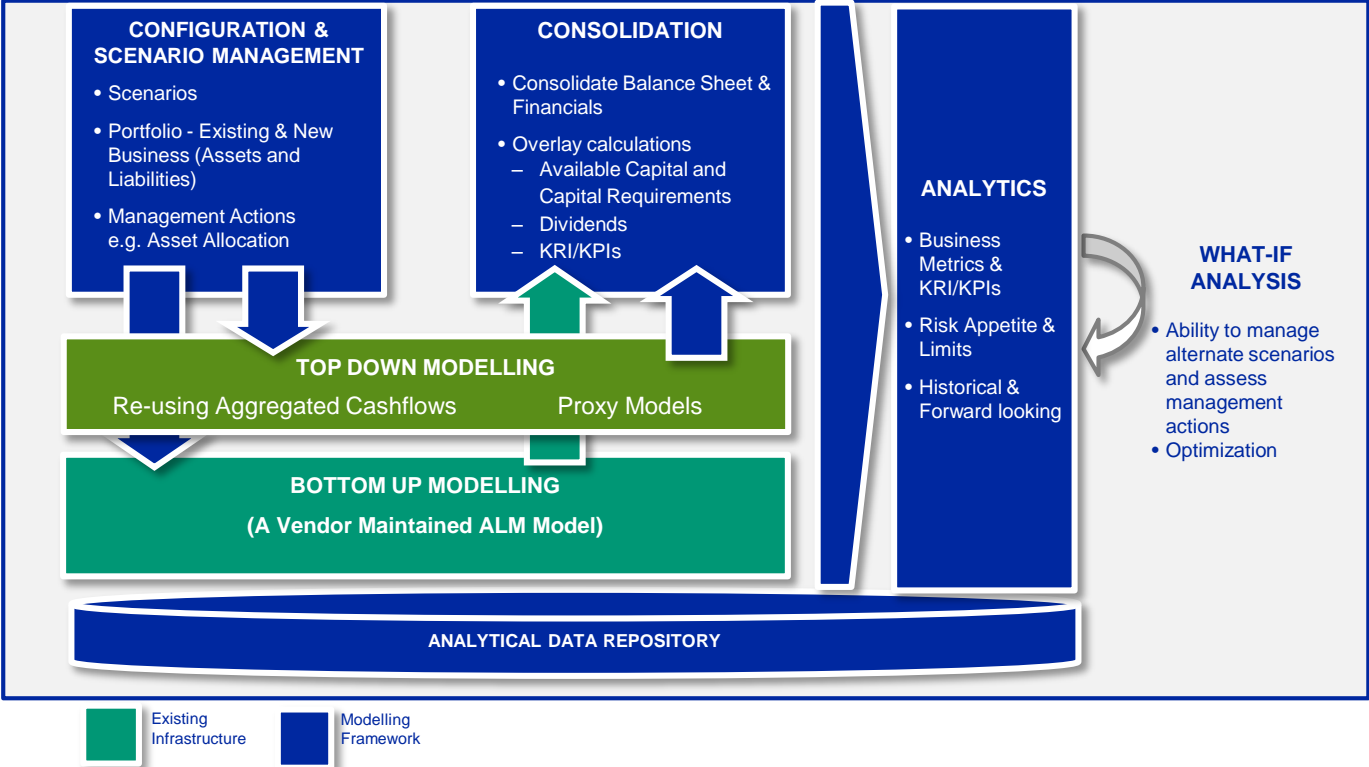 CONFIGURATION &
SCENARIO MANAGEMENT
• Scenarios
• Portfolio - Existing & New
Business (Assets and
Liabilities)
• Management Actions
e.g. Asset Allocation
CONSOLIDATION
• Consolidate Balance Sheet &
Financials
• Overlay calculations
– Available Capital and
Capital Requirements
– Dividends
– KRI/KPIs
TOP DOWN MODELLING
Re-using Aggregated Cashflows Proxy Models
BOTTOM UP MODELLING
(A Vendor Maintained ALM Model)
ANALYTICS
• Business
Metrics &
KRI/KPIs
• Risk Appetite &
Limits
• Historical &
Forward looking
WHAT-IF
ANALYSIS
• Ability to manage
alternate scenarios
and assess
management
actions
• Optimization
ANALYTICAL DATA REPOSITORY
Existing
Infrastructure
Modelling
Framework